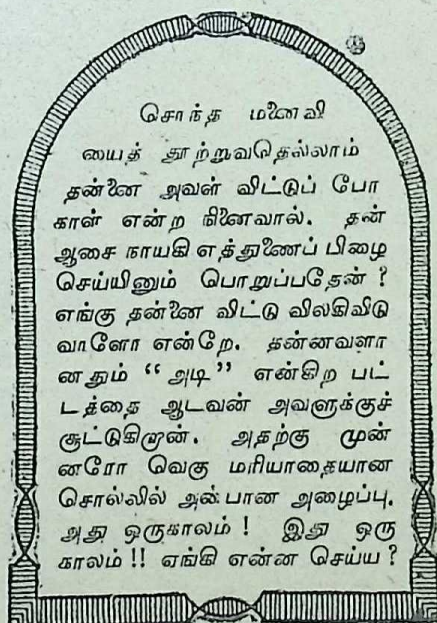 சொந்த மனைவி
யைத் தூற்றுவதெல்லாம்
தன்னை அவள் விட்டுப் போ
காள் என்ற நினைவால். தன்
ஆசை நாயகி எத்துணைப் பிழை
செய்யினும் பொறுப்பதேன் ?
எங்கு தன்னை விட்டு விலகிவிடு
வாளோ என்றே. தன்னவளா
னதும் “அடி” என்கிற பட்
டத்தை ஆடவன் அவளுக்குச்
சூட்டுகிறான். அதற்கு முன்
னரோ வெகு மரியாதையான
சொல்லில் அன்பான அழைப்பு.
அது ஒருகாலம் ! இது ஒரு
காலம் !! ஏங்கி என்ன செய்ய ?